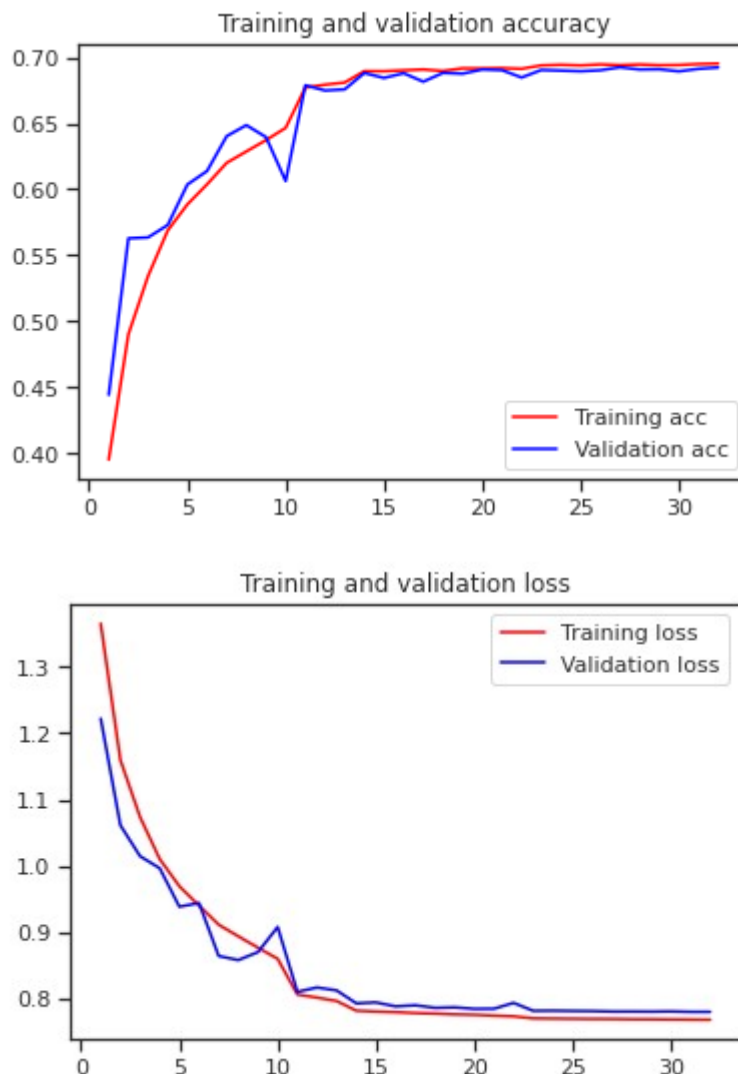 Training and validation accuracy
0.70
0.65
0.60
0.55
0.50
0.45
0.40
Training acc
Validation acc
0 5 10 15 20 25 30
Training and validation loss
Training loss
Validation loss
1.3
1.2
1.1
1.0
0.9
0.8
0 5 10 15 20 25 30